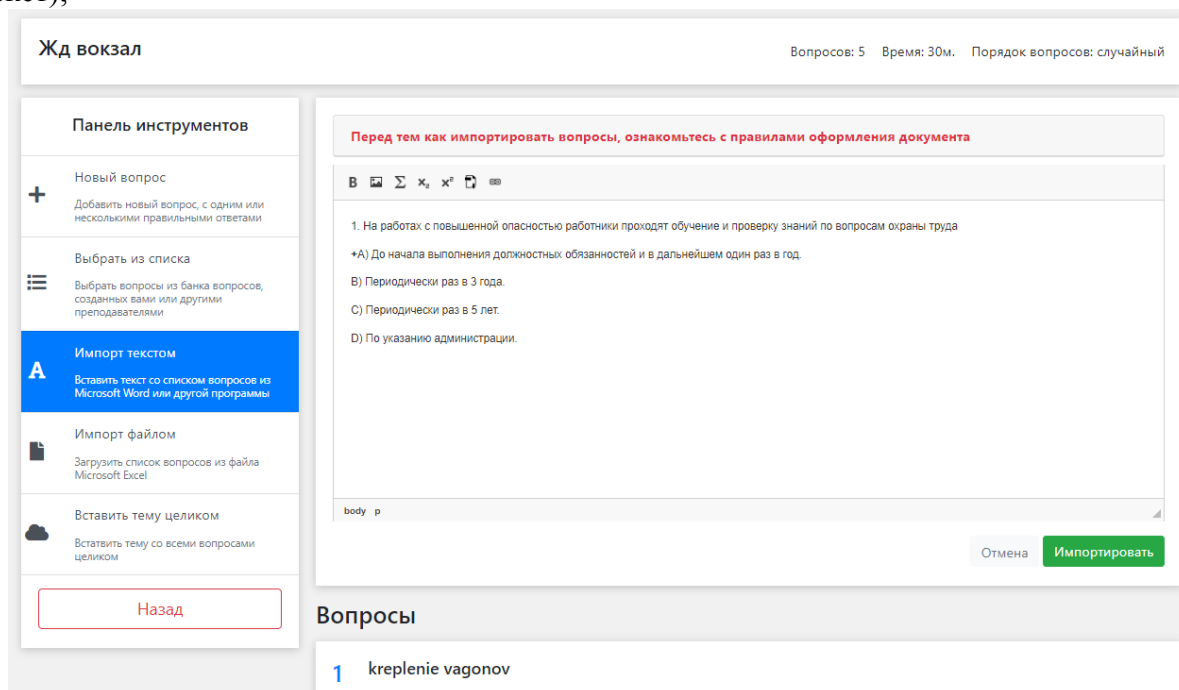 Жд вокзал
Вопросов: 5 Время: 30м. Порядок вопросов: случайный
Панель инструментов
Новый вопрос
Добавить новый вопрос, с одним или
несколькими правильными ответами
Выбрать из списка
Выбрать вопросы из банка вопросов,
созданных вами или другими
преподавателями
Импорт текстом
Вставить текст со списком вопросов из
Microsoft Word или другой программы
Импорт файлом
Загрузить список вопросов из файла
Microsoft Excel
Вставить тему целиком
Встатвить тему со всеми вопросами
целиком
Назад
Перед тем как импортировать вопросы, ознакомьтесь с правилами оформления документа
B Σ x₂ x²
1. На работах с повышенной опасностью работники проходят обучение и проверку знаний по вопросам охраны труда
+A) До начала выполнения должностных обязанностей и в дальнейшем один раз в год.
B) Периодически раз в 3 года.
C) Периодически раз в 5 лет.
D) По указанию администрации.
body p
Отмена Импортировать
Вопросы
1 kreplenie vagonov